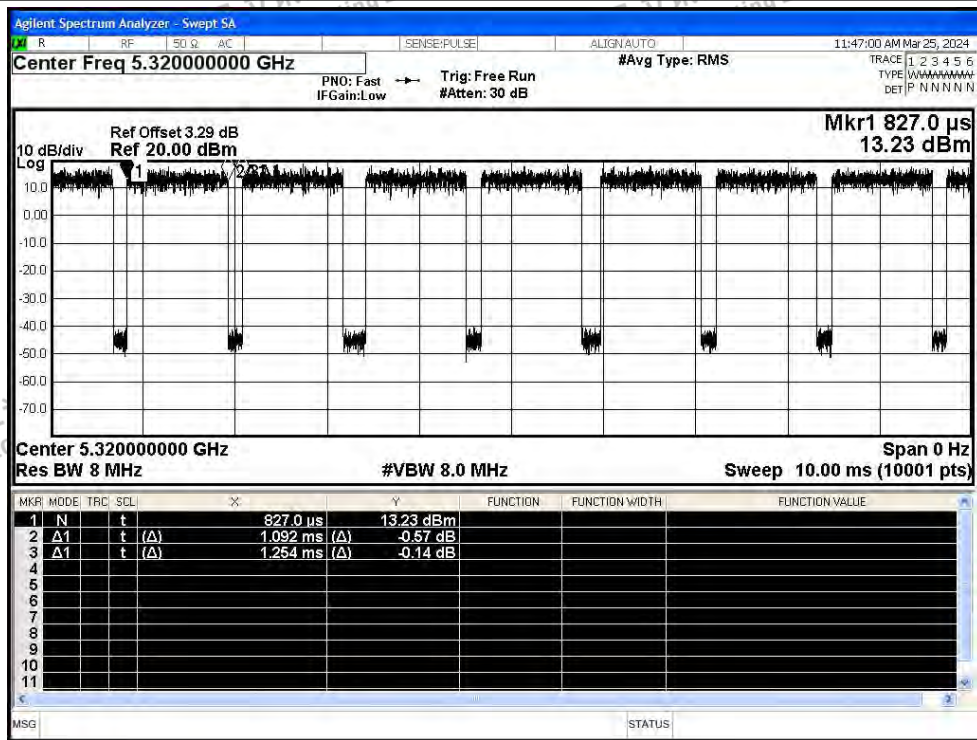 Agilent Spectrum Analyzer - Swept SA
LXI R RF 50 Ω AC SENSE:PULSE ALIGNAUTO 11:47:00 AM Mar 25, 2024
Center Freq 5.320000000 GHz #Avg Type: RMS TRACE 1 2 3 4 5 6
PNO: Fast Trig: Free Run TYPE WWWWWW
IFGain:Low #Atten: 30 dB DET P N N N N N
Mkr1 827.0 µs
Ref Offset 3.29 dB
10 dB/div Ref 20.00 dBm 13.23 dBm
Log
10.0
0.00
-10.0
-20.0
-30.0
-40.0
-50.0
-60.0
-70.0
Center 5.320000000 GHz Span 0 Hz
Res BW 8 MHz #VBW 8.0 MHz Sweep 10.00 ms (10001 pts)
MKR MODE TRC SCL X Y FUNCTION FUNCTION WIDTH FUNCTION VALUE
1 N t 827.0 µs 13.23 dBm
2 Δ1 t (Δ) 1.092 ms (Δ) -0.57 dB
3 Δ1 t (Δ) 1.254 ms (Δ) -0.14 dB
4
5
6
7
8
9
10
11
MSG STATUS